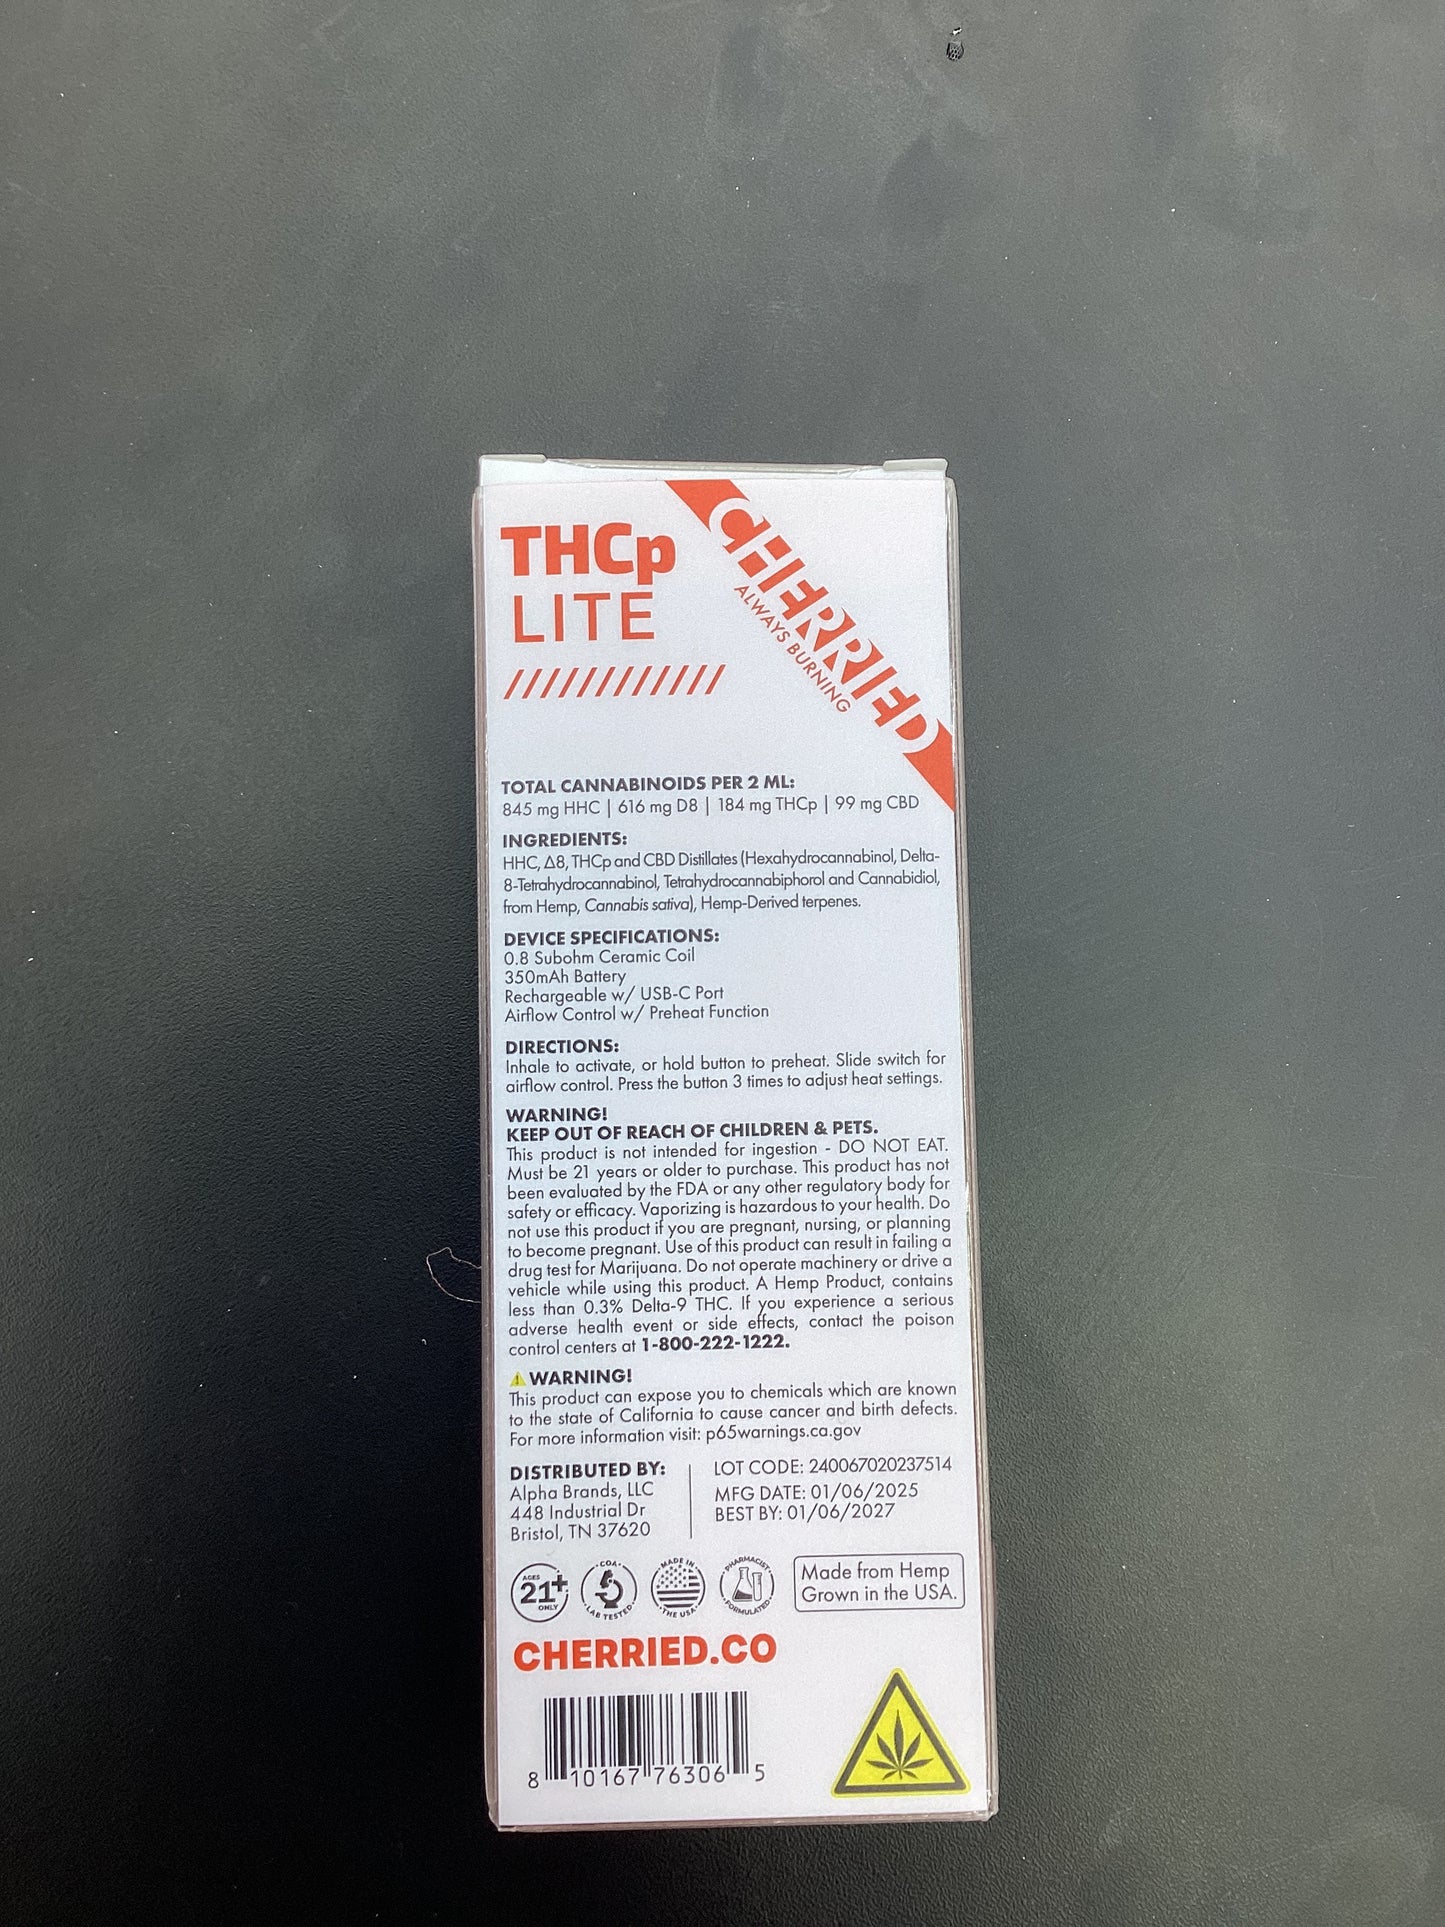 THCp
LITE
CHERRIED
ALWAYS BURNING
TOTAL CANNABINOIDS PER 2 ML:
845 mg HHC | 616 mg D8 | 184 mg THCp | 99 mg CBD
INGREDIENTS:
HHC, Δ8, THCp and CBD Distillates (Hexahydrocannabinol, Delta-
8-Tetrahydrocannabinol, Tetrahydrocannabiphorol and Cannabidiol,
from Hemp, Cannabis sativa), Hemp-Derived terpenes.
DEVICE SPECIFICATIONS:
0.8 Subohm Ceramic Coil
350mAh Battery
Rechargeable w/ USB-C Port
Airflow Control w/ Preheat Function
DIRECTIONS:
Inhale to activate, or hold button to preheat. Slide switch for
airflow control. Press the button 3 times to adjust heat settings.
WARNING!
KEEP OUT OF REACH OF CHILDREN & PETS.
This product is not intended for ingestion - DO NOT EAT.
Must be 21 years or older to purchase. This product has not
been evaluated by the FDA or any other regulatory body for
safety or efficacy. Vaporizing is hazardous to your health. Do
not use this product if you are pregnant, nursing, or planning
to become pregnant. Use of this product can result in failing a
drug test for Marijuana. Do not operate machinery or drive a
vehicle while using this product. A Hemp Product, contains
less than 0.3% Delta-9 THC. If you experience a serious
adverse health event or side effects, contact the poison
control centers at 1-800-222-1222.
WARNING!
This product can expose you to chemicals which are known
to the state of California to cause cancer and birth defects.
For more information visit: p65warnings.ca.gov
DISTRIBUTED BY:
Alpha Brands, LLC
448 Industrial Dr
Bristol, TN 37620
LOT CODE: 240067020237514
MFG DATE: 01/06/2025
BEST BY: 01/06/2027
AGES
21+
ONLY
COA
LAB TESTED
MADE IN
THE USA
PHARMACIST
FORMULATED
Made from Hemp
Grown in the USA.
CHERRIED.CO
8 10167 76306 5